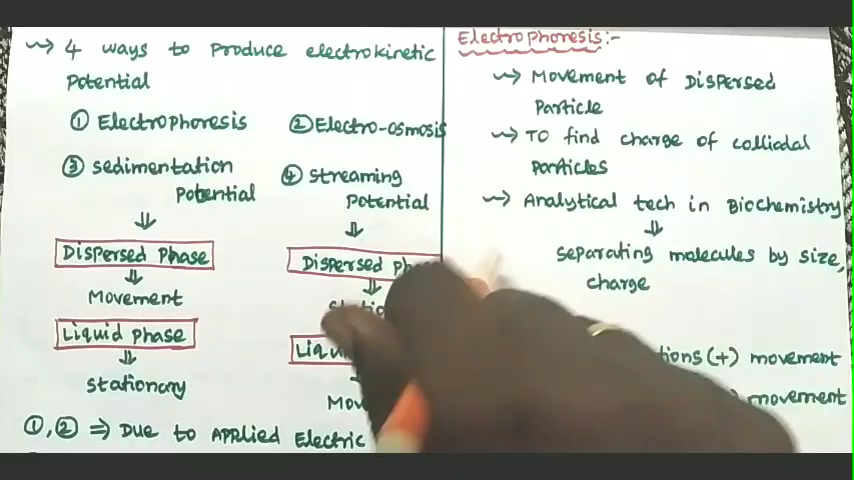 4 ways to produce electrokinetic
Potential
① Electrophoresis
② Electro-osmosis
③ sedimentation
Potential
④ streaming
Potential
⇓
⇓
Dispersed phase
⇓
Movement
Liquid phase
⇓
stationary
Dispersed
⇓
①,② ⇒ Due to Applied Electric
Electrophoresis:-
Movement of Dispersed
Particle
To find charge of colliadal
particles
Analytical tech in Biochemistry
⇓
separating molecules by size,
charge
(+) movement
movement